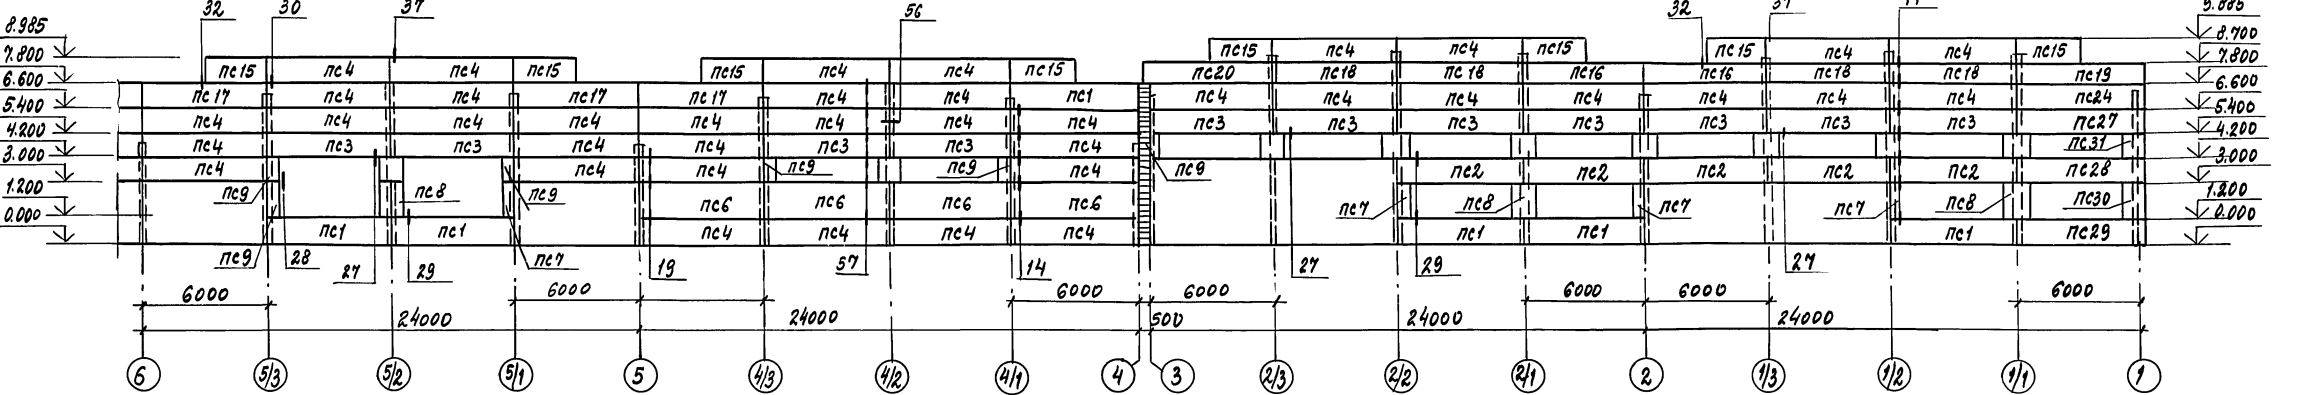 32 30 37 56 32
8.985 8.700
7.800 пс15 пс4 пс4 пс15 пс15 пс4 пс4 пс15 пс15 пс4 пс4 пс15 пс15 пс4 пс4 пс15 7.800
6.600 пс20 пс18 пс18 пс16 пс16 пс18 пс18 пс19 6.600
5.400 пс17 пс4 пс4 пс17 пс17 пс4 пс4 пс1 пс4 пс4 пс4 пс4 пс4 пс4 пс4 пс24 5.400
4.200 пс4 пс4 пс4 пс4 пс4 пс4 пс4 пс4 пс3 пс3 пс3 пс3 пс3 пс3 пс3 пс27 4.200
3.000 пс4 пс3 пс3 пс4 пс4 пс3 пс3 пс4 пс31 3.000
пс4 пс4 пс4 пс9 пс9 пс4 пс9 пс2 пс2 пс2 пс2 пс2 пс28
1.200 пс9 пс8 пс9 пс6 пс6 пс6 пс6 пс7 пс8 пс7 пс7 пс8 пс30 1.200
0.000 пс1 пс1 пс4 пс4 пс4 пс4 пс1 пс1 пс1 пс29 0.000
пс9 28 27 29 пс7 19 57 14 27 29 27
6000 6000 6000 6000 6000 6000 6000
24000 24000 500 24000 24000
6 5/3 5/2 5/1 5 4/3 4/2 4/1 4 3 2/3 2/2 2/1 2 1/3 1/2 1/1 1